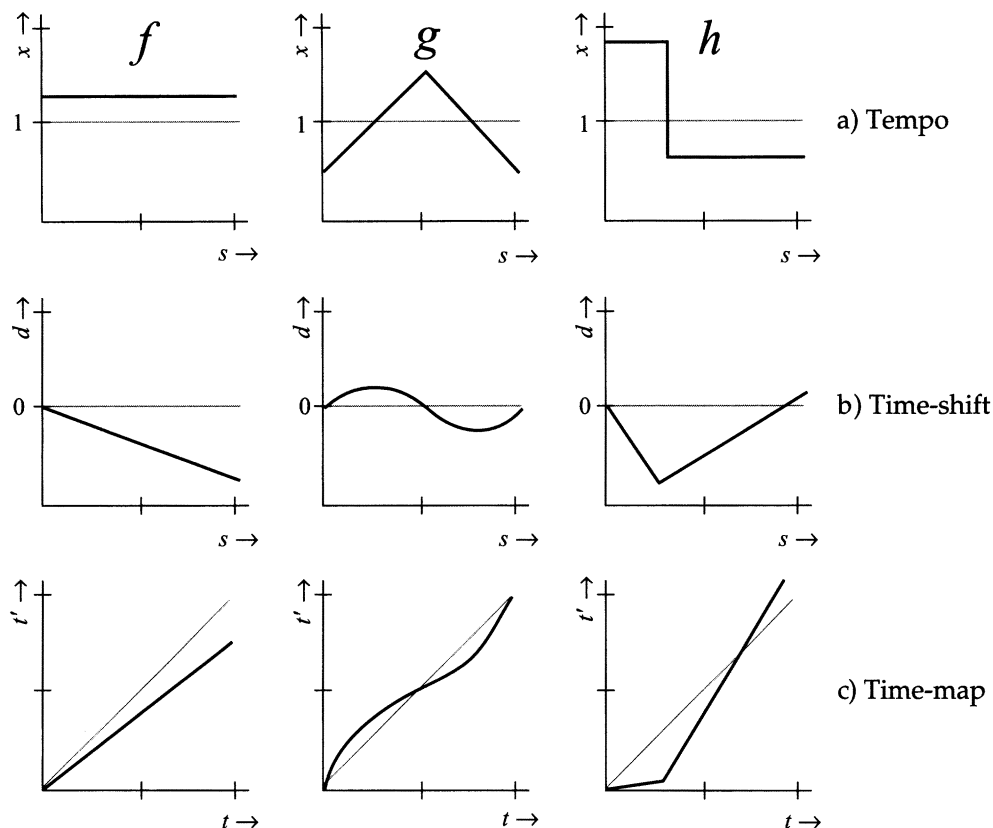 x → f
1
s →
x → g
1
s →
x → h
1
s →
a) Tempo
d →
0
s →
d →
0
s →
d →
0
s →
b) Time-shift
t' →
t →
t' →
t →
t' →
t →
c) Time-map